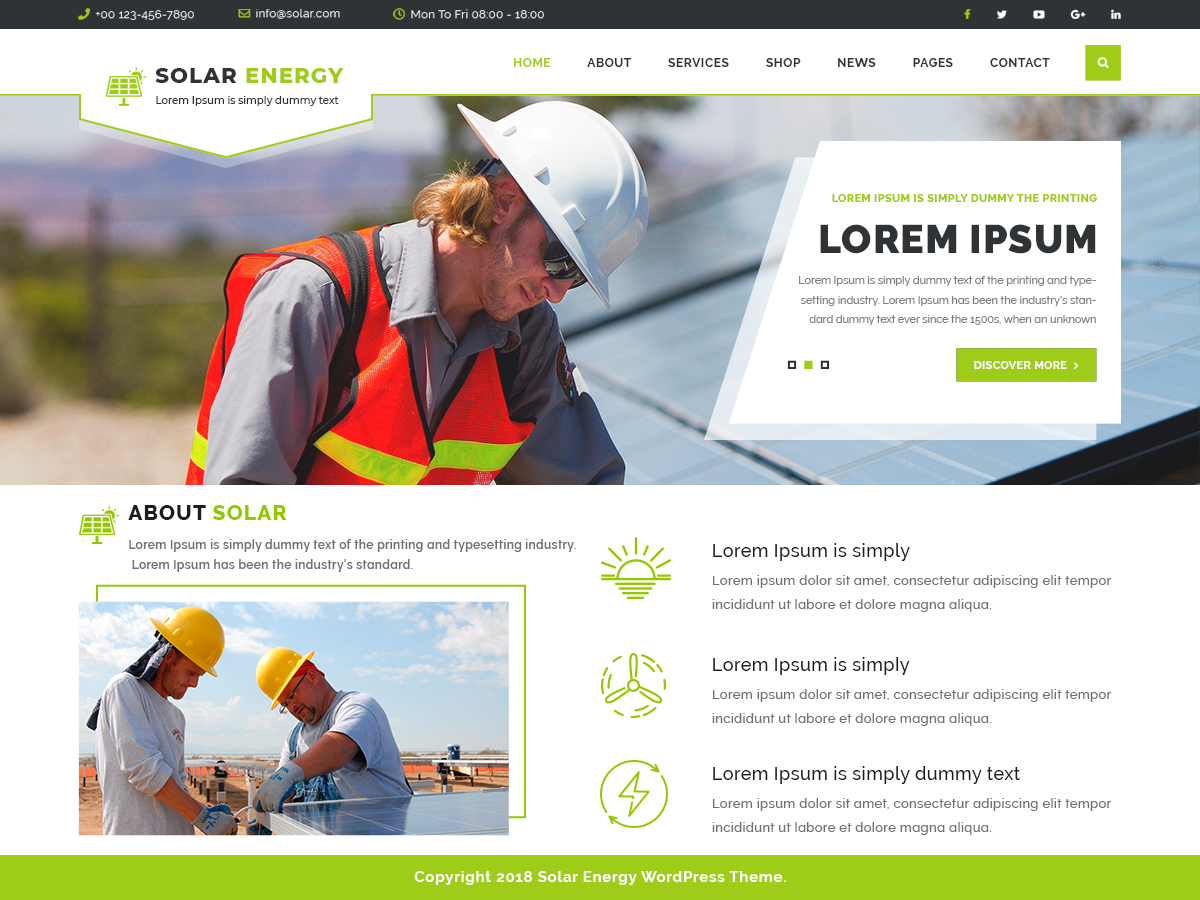 +00 123-456-7890
info@solar.com
Mon To Fri 08:00 - 18:00
SOLAR ENERGY
Lorem Ipsum is simply dummy text
HOME ABOUT SERVICES SHOP NEWS PAGES CONTACT
LOREM IPSUM IS SIMPLY DUMMY THE PRINTING
LOREM IPSUM
Lorem Ipsum is simply dummy text of the printing and type-
setting industry. Lorem Ipsum has been the industry's stan-
dard dummy text ever since the 1500s, when an unknown
DISCOVER MORE >
ABOUT SOLAR
Lorem Ipsum is simply dummy text of the printing and typesetting industry.
Lorem Ipsum has been the industry's standard.
Lorem Ipsum is simply
Lorem ipsum dolor sit amet, consectetur adipiscing elit tempor
incididunt ut labore et dolore magna aliqua.
Lorem Ipsum is simply
Lorem ipsum dolor sit amet, consectetur adipiscing elit tempor
incididunt ut labore et dolore magna aliqua.
Lorem Ipsum is simply dummy text
Lorem ipsum dolor sit amet, consectetur adipiscing elit tempor
incididunt ut labore et dolore magna aliqua.
Copyright 2018 Solar Energy WordPress Theme.